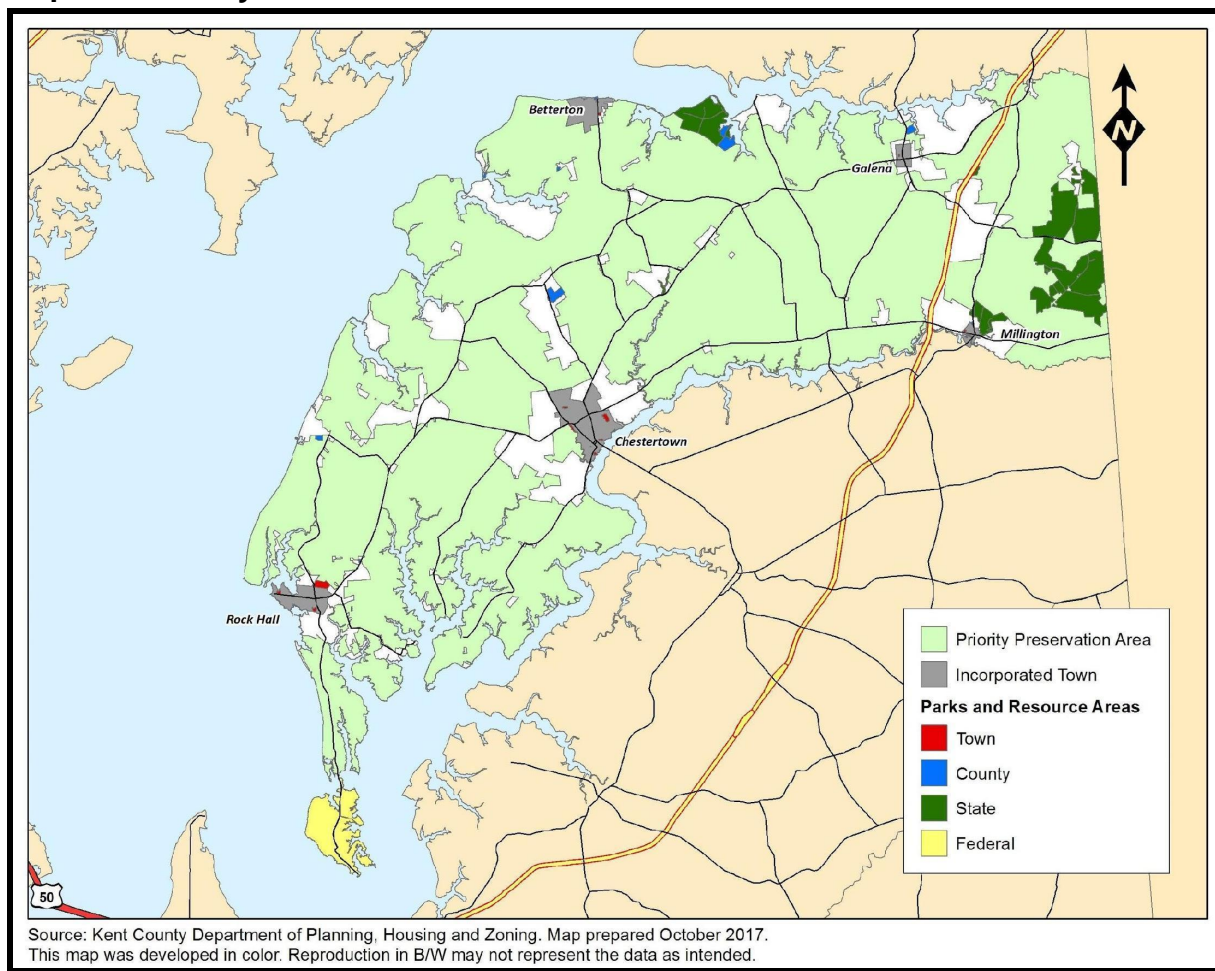 Betterton
Galena
N
Millington
Chestertown
Rock Hall
Priority Preservation Area
Incorporated Town
Parks and Resource Areas
Town
County
State
Federal
50
Source: Kent County Department of Planning, Housing and Zoning. Map prepared October 2017.
This map was developed in color. Reproduction in B/W may not represent the data as intended.